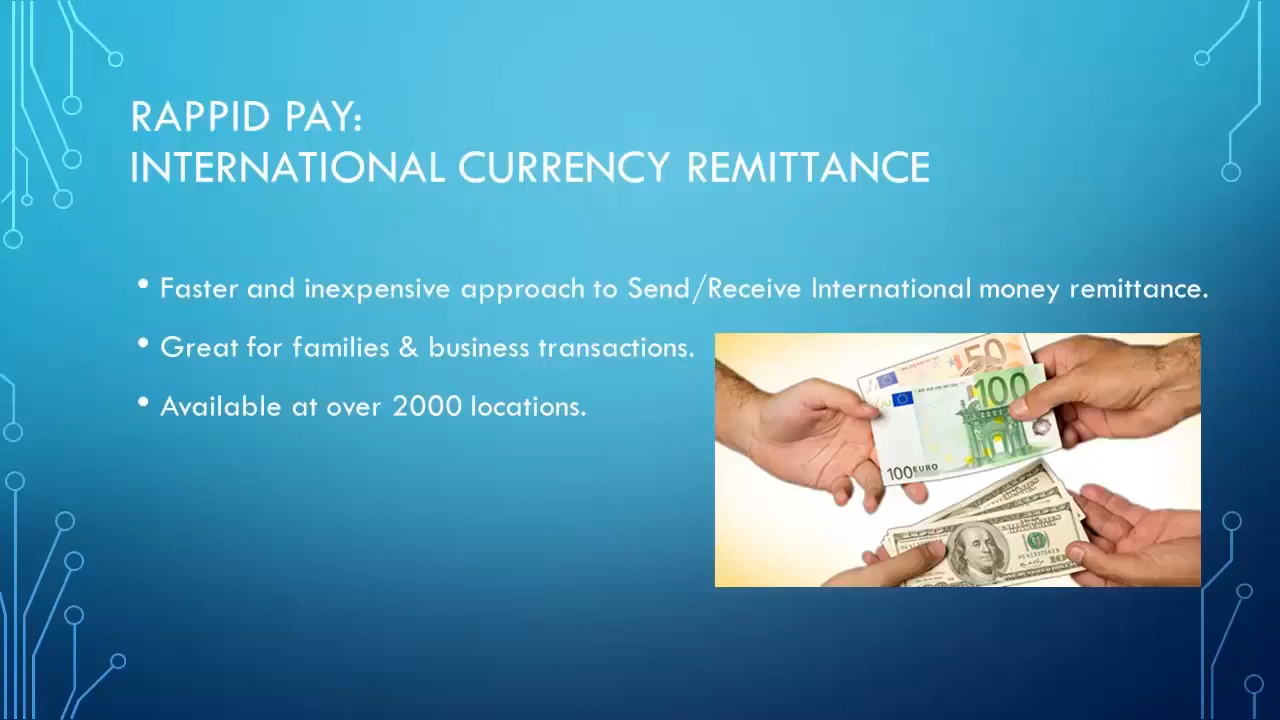 RAPPID PAY:
INTERNATIONAL CURRENCY REMITTANCE
• Faster and inexpensive approach to Send/Receive International money remittance.
• Great for families & business transactions.
• Available at over 2000 locations.
50
100
100 EURO